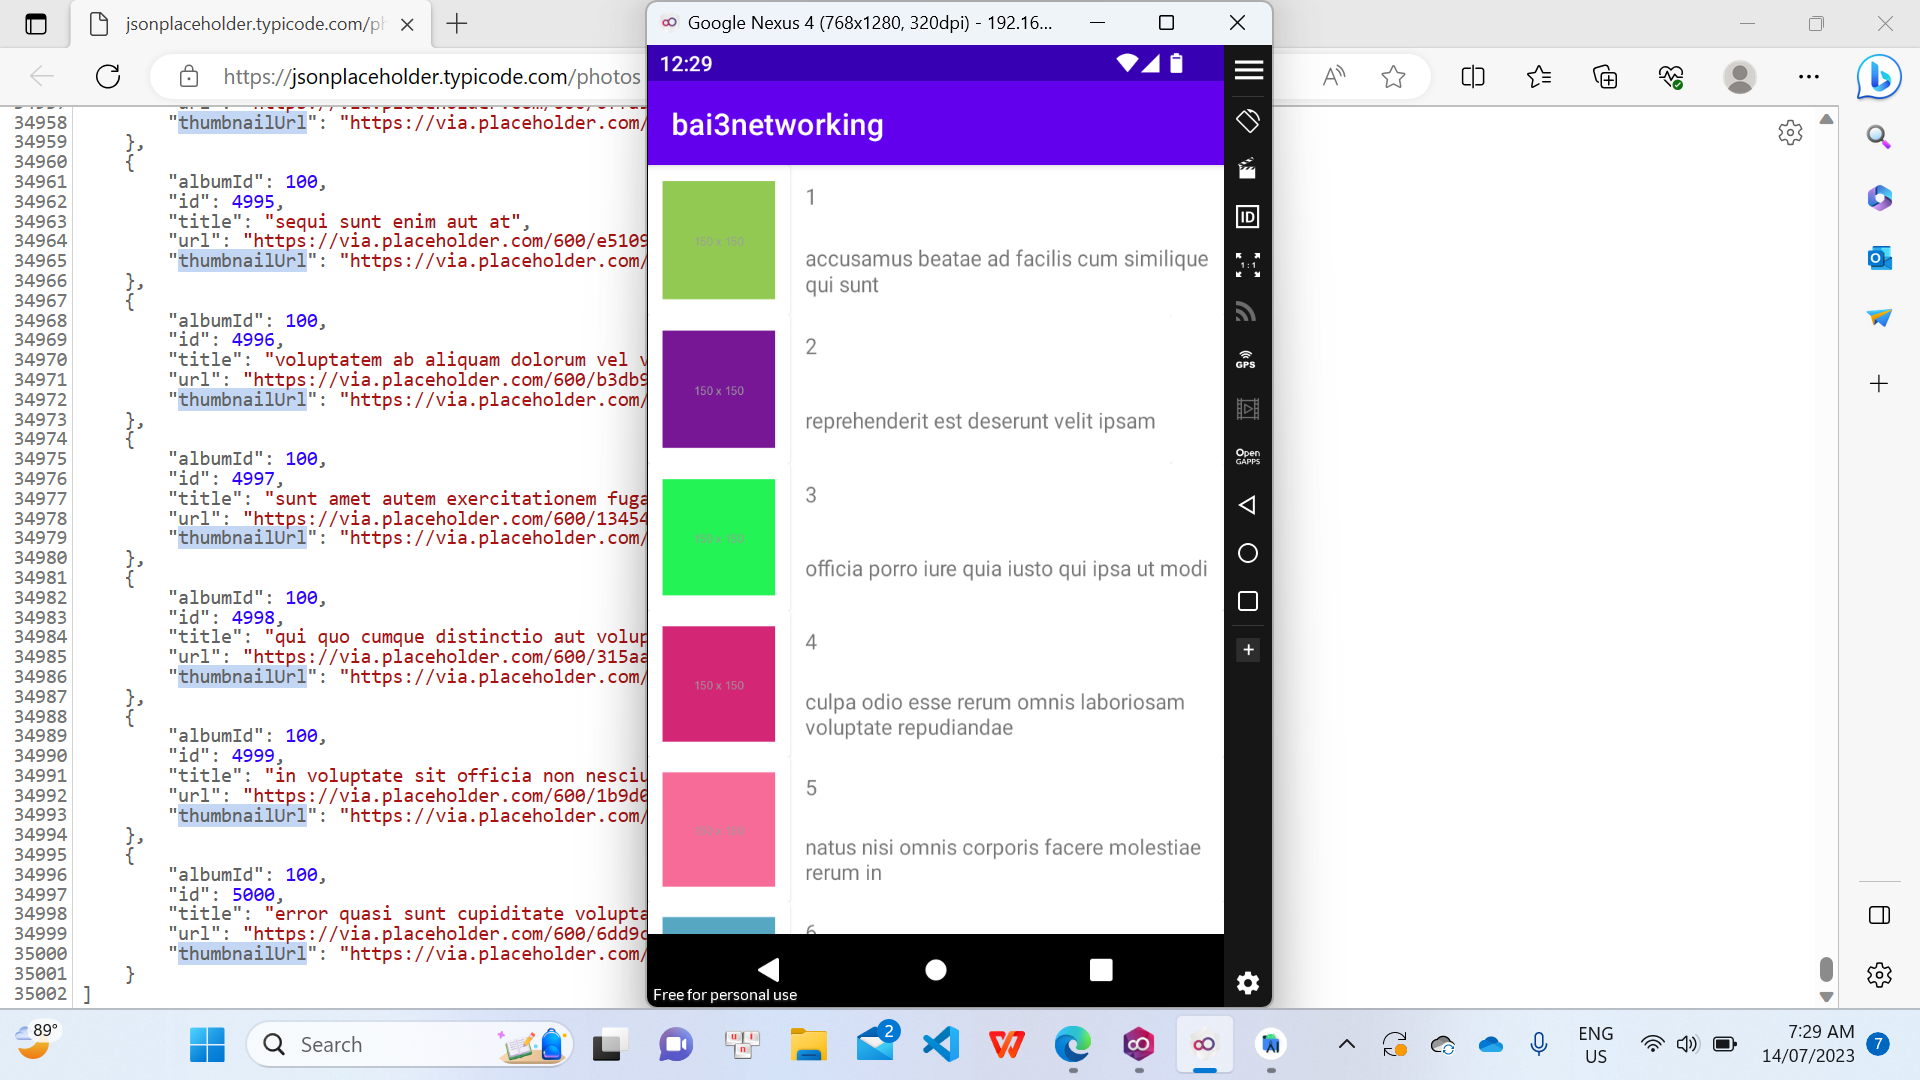 jsonplaceholder.typicode.com/ph
https://jsonplaceholder.typicode.com/photos
34958 "thumbnailUrl": "https://via.placeholder.com/
34959 },
34960 {
34961 "albumId": 100,
34962 "id": 4995,
34963 "title": "sequi sunt enim aut at",
34964 "url": "https://via.placeholder.com/600/e5109
34965 "thumbnailUrl": "https://via.placeholder.com/
34966 },
34967 {
34968 "albumId": 100,
34969 "id": 4996,
34970 "title": "voluptatem ab aliquam dolorum vel v
34971 "url": "https://via.placeholder.com/600/b3db9
34972 "thumbnailUrl": "https://via.placeholder.com/
34973 },
34974 {
34975 "albumId": 100,
34976 "id": 4997,
34977 "title": "sunt amet autem exercitationem fuga
34978 "url": "https://via.placeholder.com/600/13454
34979 "thumbnailUrl": "https://via.placeholder.com/
34980 },
34981 {
34982 "albumId": 100,
34983 "id": 4998,
34984 "title": "qui quo cumque distinctio aut volup
34985 "url": "https://via.placeholder.com/600/315aa
34986 "thumbnailUrl": "https://via.placeholder.com/
34987 },
34988 {
34989 "albumId": 100,
34990 "id": 4999,
34991 "title": "in voluptate sit officia non nesciu
34992 "url": "https://via.placeholder.com/600/1b9d0
34993 "thumbnailUrl": "https://via.placeholder.com/
34994 },
34995 {
34996 "albumId": 100,
34997 "id": 5000,
34998 "title": "error quasi sunt cupiditate volupta
34999 "url": "https://via.placeholder.com/600/6dd9c
35000 "thumbnailUrl": "https://via.placeholder.com/
35001 }
35002 ]
Google Nexus 4 (768x1280, 320dpi) - 192.16...
12:29
bai3networking
150 x 150
1
accusamus beatae ad facilis cum similique
qui sunt
150 x 150
2
reprehenderit est deserunt velit ipsam
150 x 150
3
officia porro iure quia iusto qui ipsa ut modi
150 x 150
4
culpa odio esse rerum omnis laboriosam
voluptate repudiandae
150 x 150
5
natus nisi omnis corporis facere molestiae
rerum in
6
Free for personal use
ID
1:1
GPS
Open
GAPPS
89°
Search
2
ENG
US
7:29 AM
14/07/2023
7